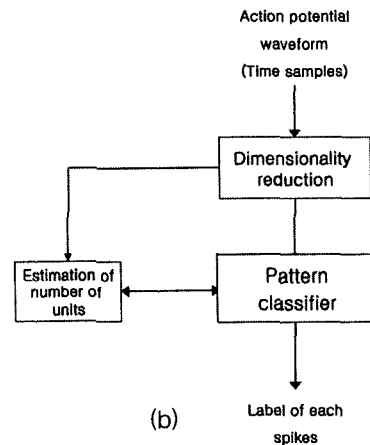 Action potential
waveform
(Time samples)
Dimensionality
reduction
Estimation of
number of
units
Pattern
classifier
(b)
Label of each
spikes